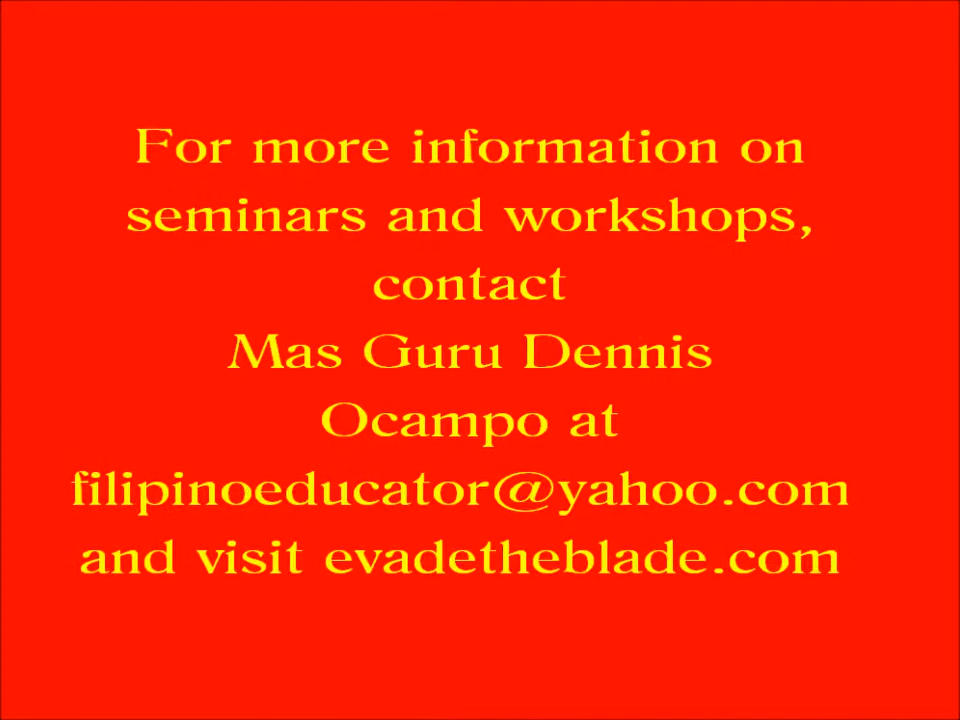 For more information on
seminars and workshops,
contact
Mas Guru Dennis
Ocampo at
filipinoeducator@yahoo.com
and visit evadetheblade.com